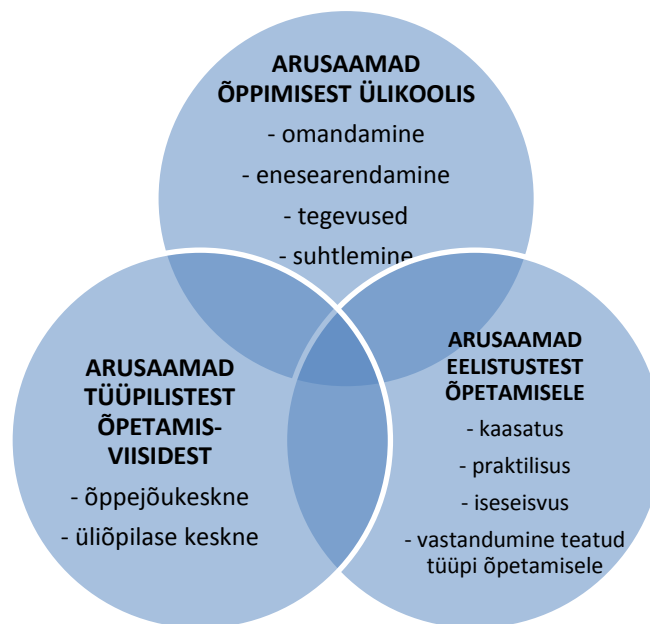 ARUSAAMAD
ÕPPIMISEST ÜLIKOOLIS
- omandamine
- enesearendamine
- tegevused
- suhtlemine
ARUSAAMAD
TÜÜPILISTEST
ÕPETAMIS-
VIISIDEST
- õppejõukeskne
- üliõpilase keskne
ARUSAAMAD
EELISTUSTEST
ÕPETAMISELE
- kaasatus
- praktilisus
- iseseisvus
- vastandumine teatud
tüüpi õpetamisele